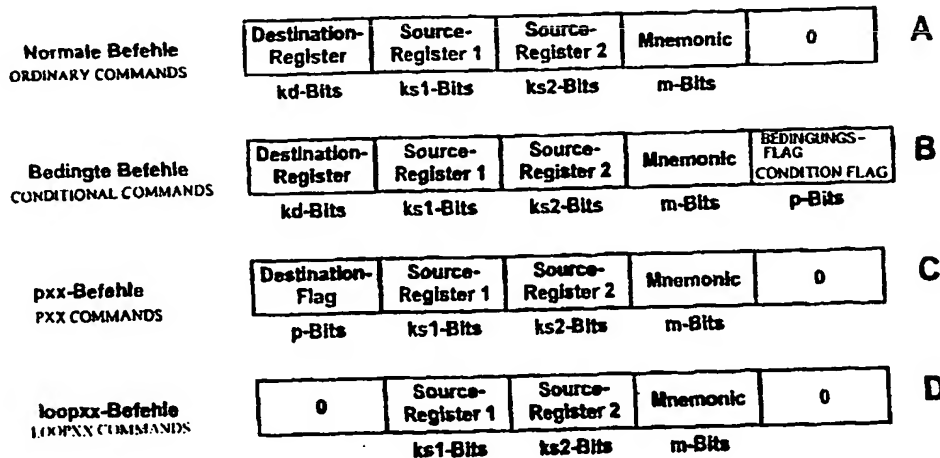 Normale Befehle
ORDINARY COMMANDS
Destination-
Register
Source-
Register 1
Source-
Register 2
Mnemonic
0
A
kd-Bits
ks1-Bits
ks2-Bits
m-Bits
Bedingte Befehle
CONDITIONAL COMMANDS
Destination-
Register
Source-
Register 1
Source-
Register 2
Mnemonic
BEDINGUNGS-
FLAG
CONDITION FLAG
B
kd-Bits
ks1-Bits
ks2-Bits
m-Bits
p-Bits
pxx-Befehle
PXX COMMANDS
Destination-
Flag
Source-
Register 1
Source-
Register 2
Mnemonic
0
C
p-Bits
ks1-Bits
ks2-Bits
m-Bits
loopxx-Befehle
LOOPXX COMMANDS
0
Source-
Register 1
Source-
Register 2
Mnemonic
0
D
ks1-Bits
ks2-Bits
m-Bits